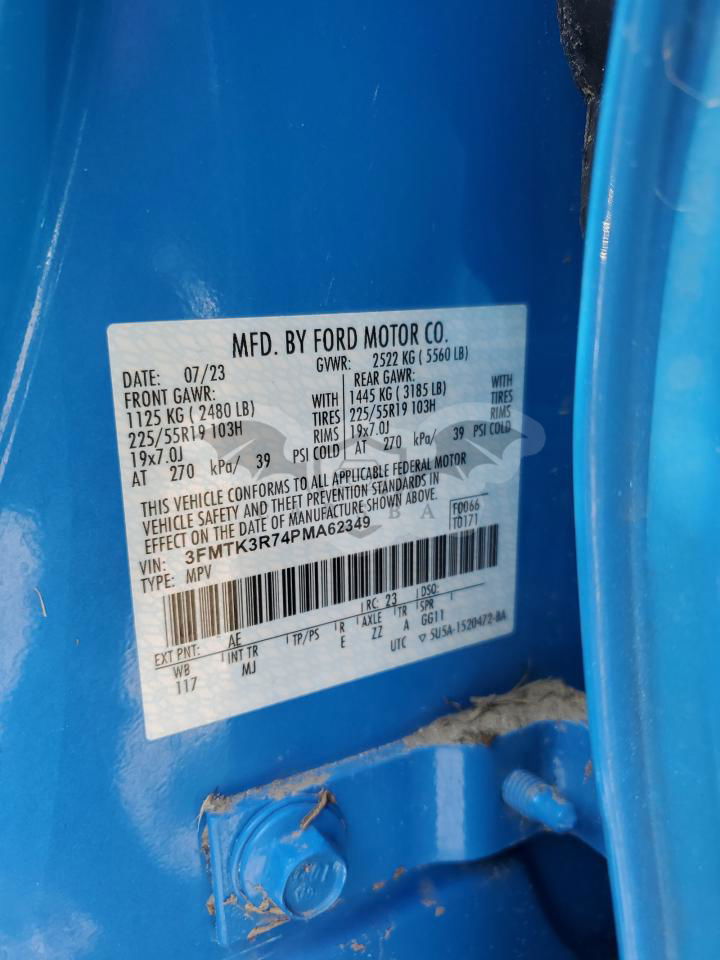 MFD. BY FORD MOTOR CO.
DATE: 07/23 GVWR: 2522 KG ( 5560 LB)
FRONT GAWR: REAR GAWR:
1125 KG ( 2480 LB) WITH 1445 KG ( 3185 LB) WITH
225/55R19 103H TIRES 225/55R19 103H TIRES
19x7.0J RIMS 19x7.0J RIMS
AT 270 kPa/ 39 PSI COLD AT 270 kPa/ 39 PSI COLD
THIS VEHICLE CONFORMS TO ALL APPLICABLE FEDERAL MOTOR
VEHICLE SAFETY AND THEFT PREVENTION STANDARDS IN
EFFECT ON THE DATE OF MANUFACTURE SHOWN ABOVE.
F0066
T0171
VIN: 3FMTK3R74PMA62349
TYPE: MPV
EXT PNT: AE RC: 23 DSO:
WB INT TR TP/PS R AXLE TR SPR
117 MJ E ZZ A GG11
UTC 5U5A-1520472-BA